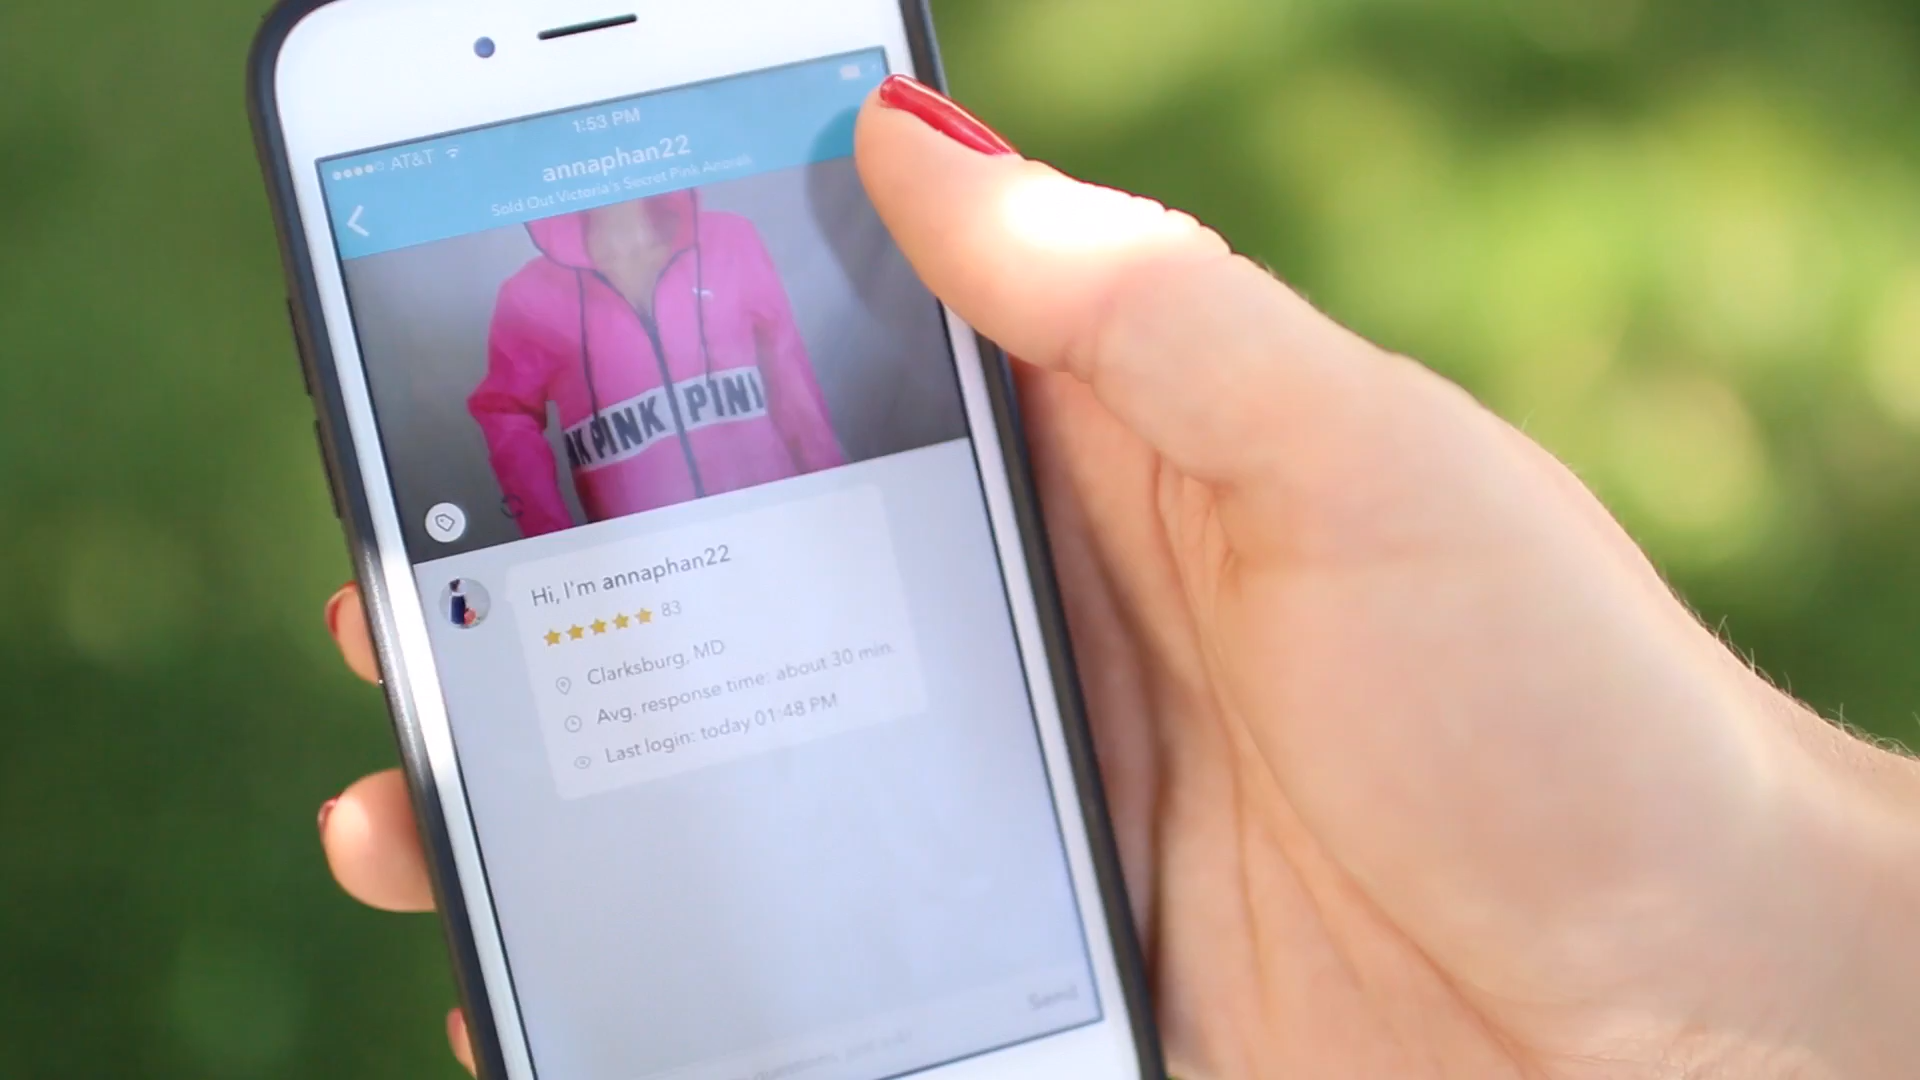 1:53 PM
AT&T
annaphan22
Sold Out Victoria's Secret Pink Anorak
NK PINK PINK
Hi, I'm annaphan22
83
Clarksburg, MD
Avg. response time: about 30 min.
Last login: today 01:48 PM
Send